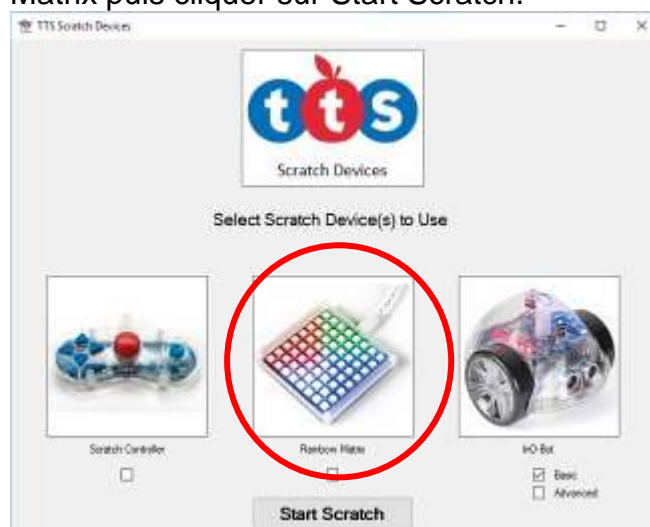 Matrix puis cliquer sur Start Scratch.
TTS Scratch Devices
tts
Scratch Devices
Select Scratch Device(s) to Use
Scratch Controller
Rainbow Matrix
InO-Bot
Basic
Advanced
Start Scratch